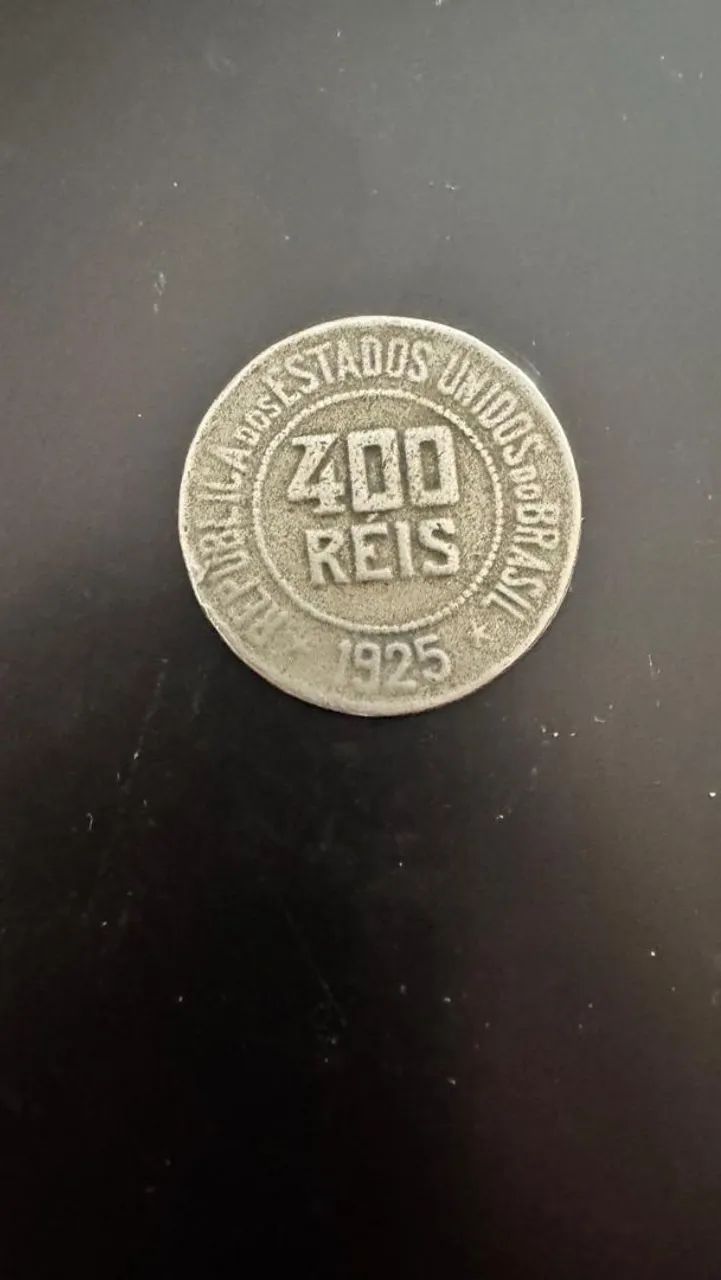 REPUBLICA DOS ESTADOS UNIDOS DO BRASIL
400
RÉIS
1925